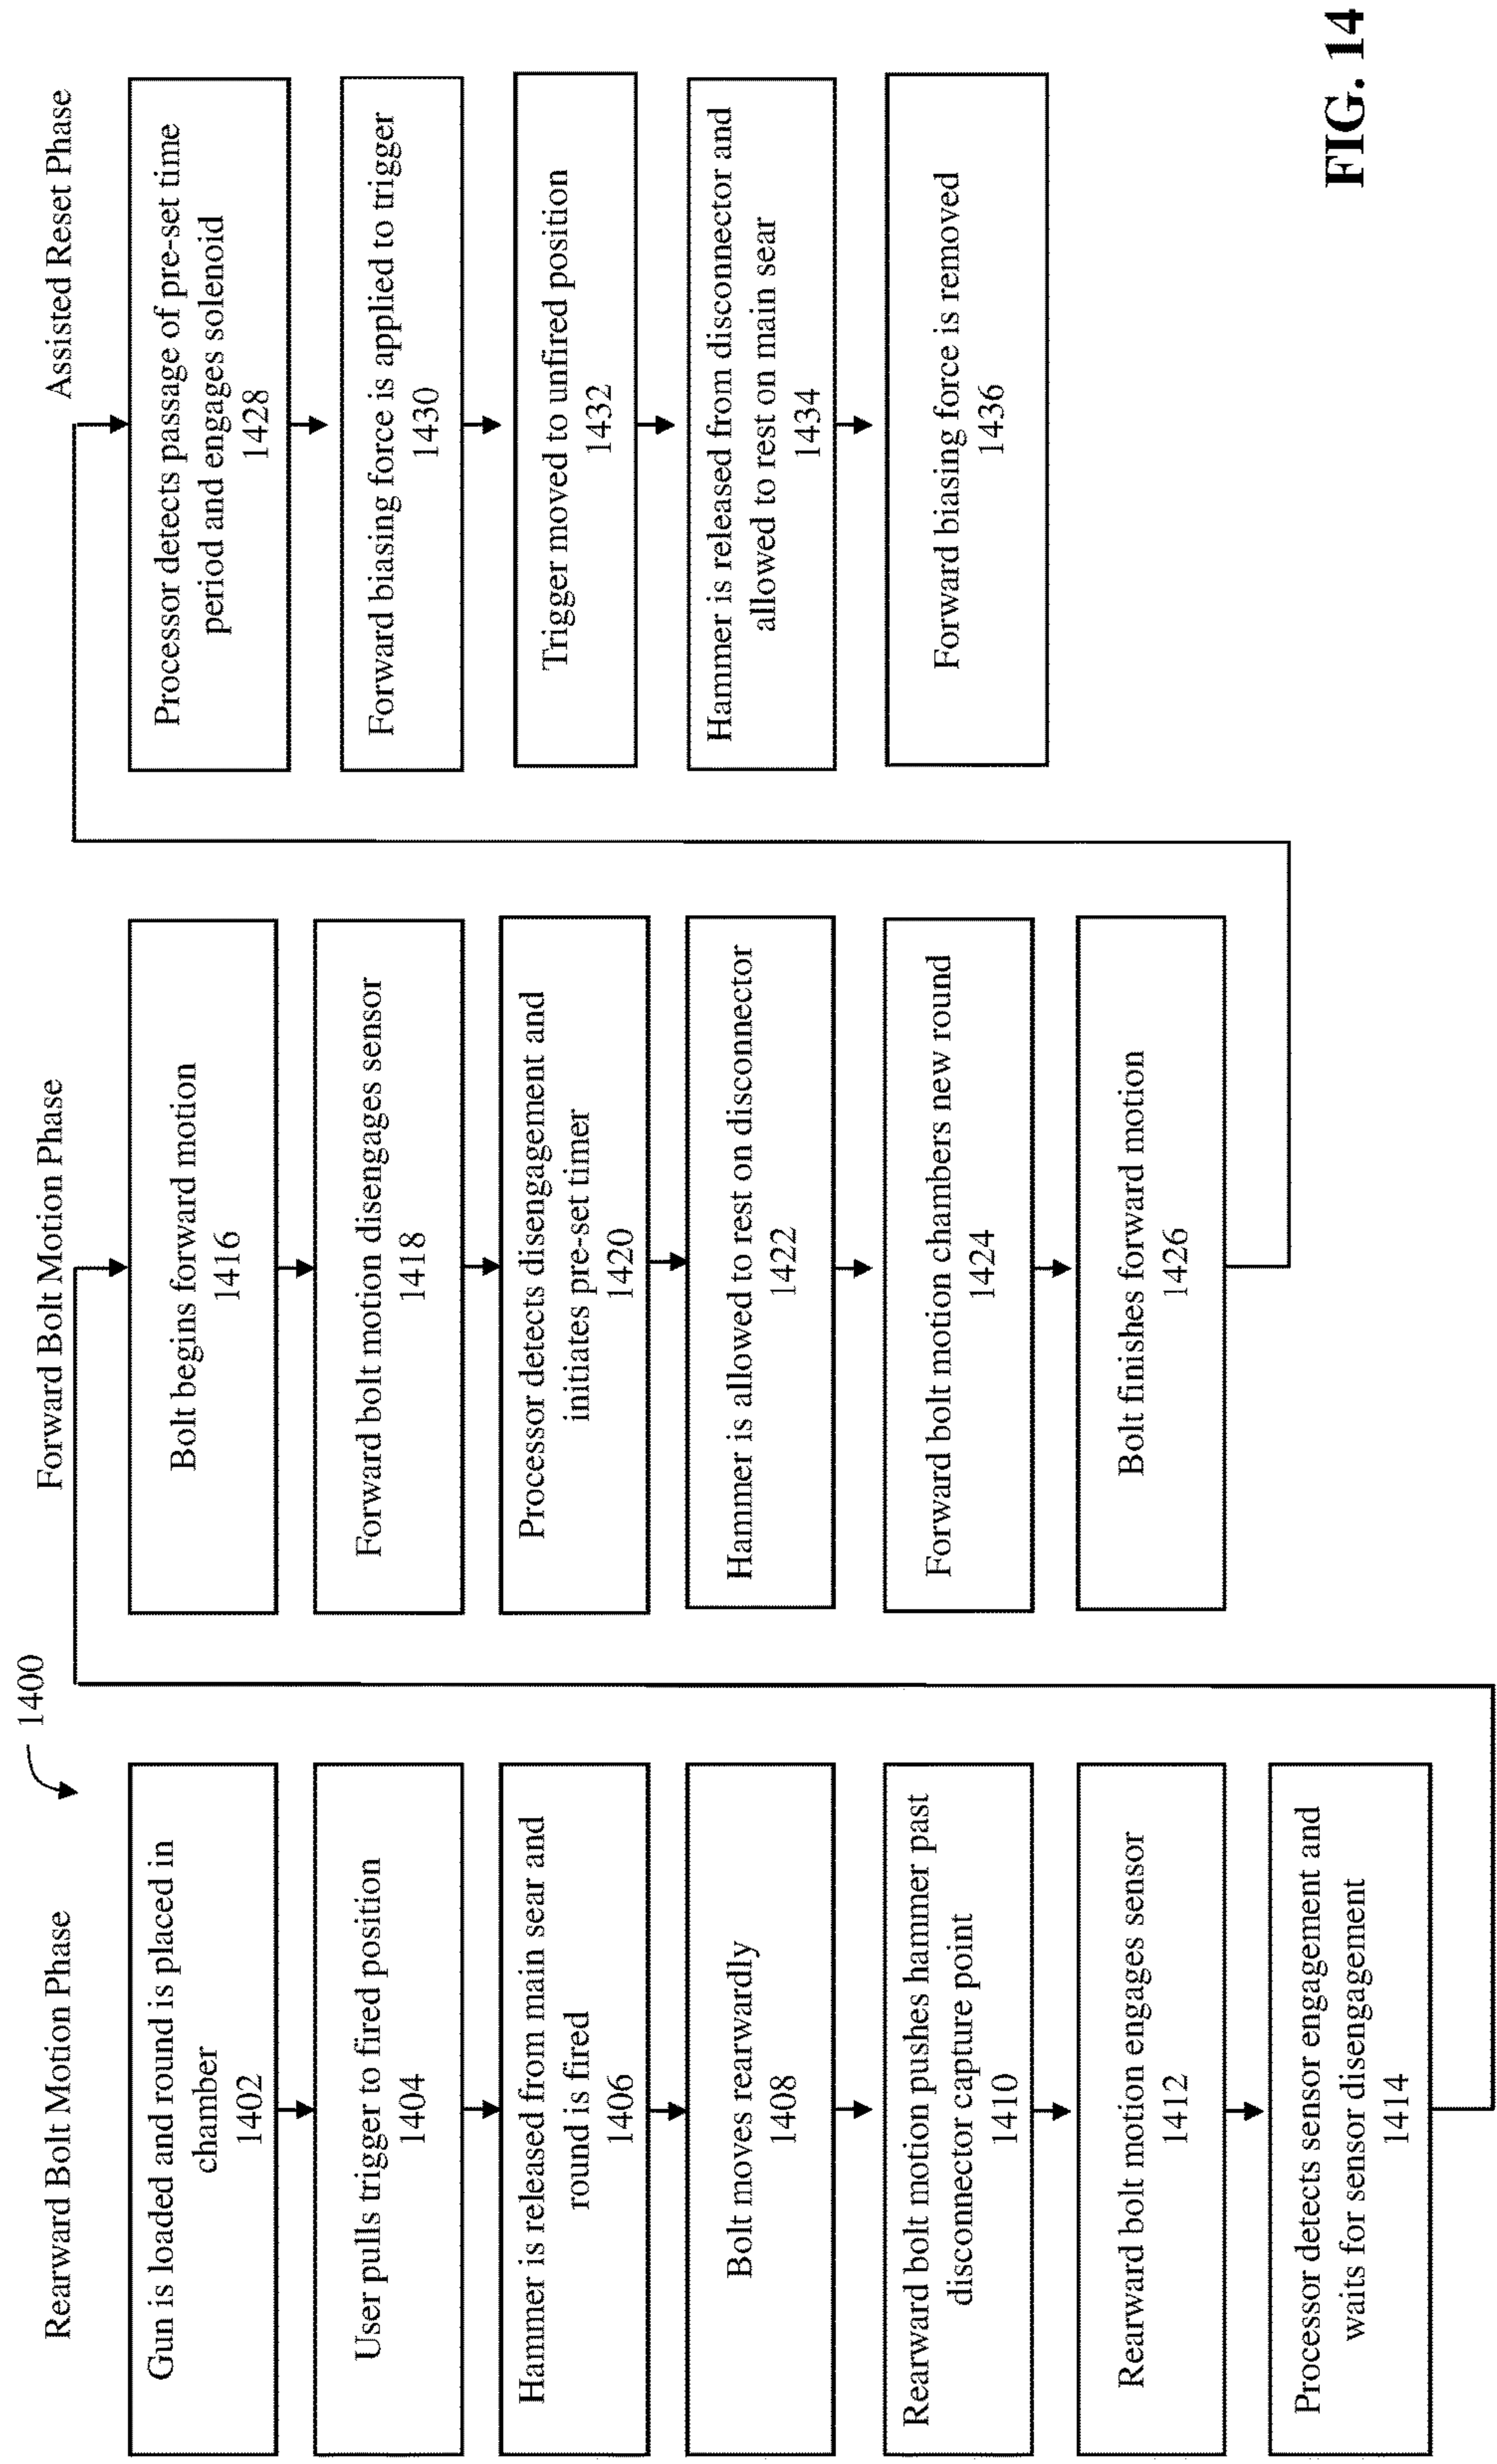 1400
Rearward Bolt Motion Phase
Gun is loaded and round is placed in
chamber
1402
User pulls trigger to fired position
1404
Hammer is released from main sear and
round is fired
1406
Bolt moves rearwardly
1408
Rearward bolt motion pushes hammer past
disconnector capture point
1410
Rearward bolt motion engages sensor
1412
Processor detects sensor engagement and
waits for sensor disengagement
1414
Forward Bolt Motion Phase
Bolt begins forward motion
1416
Forward bolt motion disengages sensor
1418
Processor detects disengagement and
initiates pre-set timer
1420
Hammer is allowed to rest on disconnector
1422
Forward bolt motion chambers new round
1424
Bolt finishes forward motion
1426
Assisted Reset Phase
Processor detects passage of pre-set time
period and engages solenoid
1428
Forward biasing force is applied to trigger
1430
Trigger moved to unfired position
1432
Hammer is released from disconnector and
allowed to rest on main sear
1434
Forward biasing force is removed
1436
FIG. 14